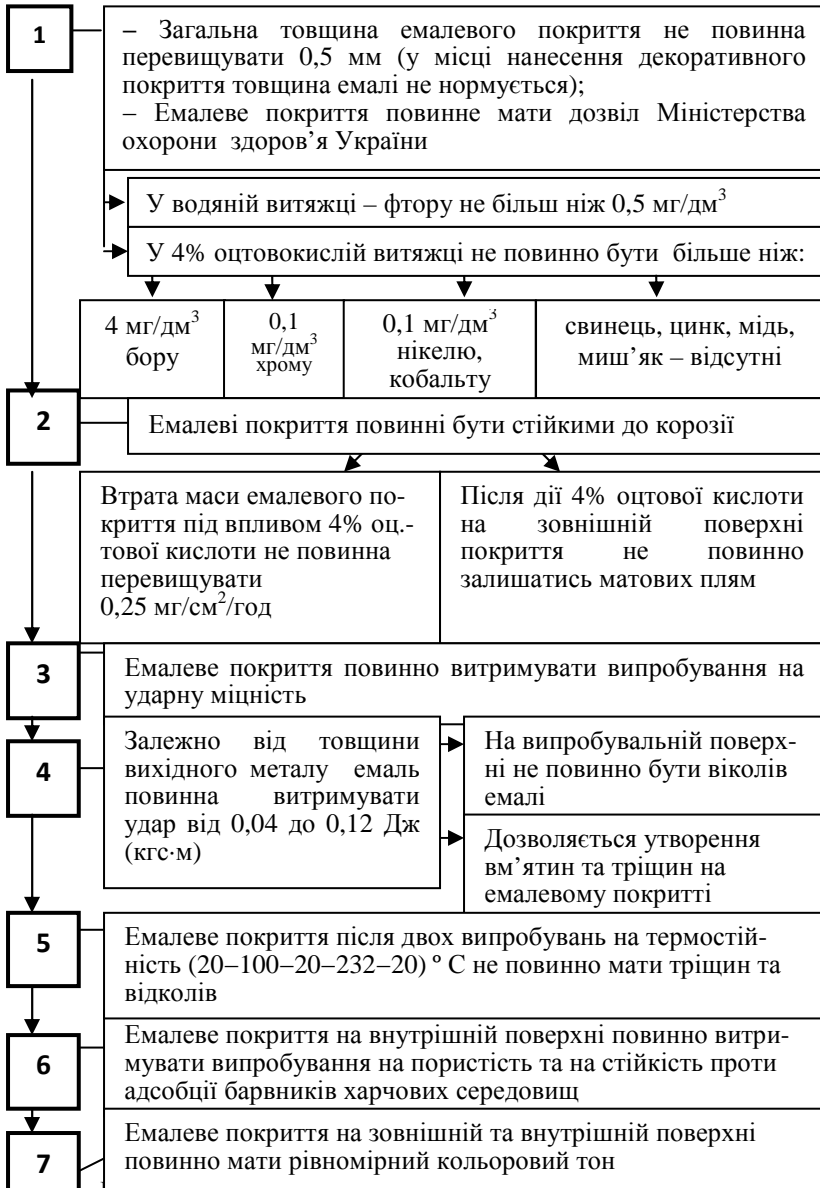 1
– Загальна товщина емалевого покриття не повинна
перевищувати 0,5 мм (у місці нанесення декоративного
покриття товщина емалі не нормується);
– Емалеве покриття повинне мати дозвіл Міністерства
охорони здоров’я України
У водяній витяжці – фтору не більш ніж 0,5 мг/дм³
У 4% оцтовокислій витяжці не повинно бути більше ніж:
4 мг/дм³
бору
0,1
мг/дм³
хрому
0,1 мг/дм³
нікелю,
кобальту
свинець, цинк, мідь,
миш’як – відсутні
2
Емалеві покриття повинні бути стійкими до корозії
Втрата маси емалевого по-
криття під впливом 4% оц.-
тової кислоти не повинна
перевищувати
0,25 мг/см²/год
Після дії 4% оцтової кислоти
на зовнішній поверхні
покриття не повинно
залишатись матових плям
3
Емалеве покриття повинно витримувати випробування на
ударну міцність
4
Залежно від товщини
вихідного металу емаль
повинна витримувати
удар від 0,04 до 0,12 Дж
(кгс·м)
На випробувальній поверх-
ні не повинно бути віколів
емалі
Дозволяється утворення
вм’ятин та тріщин на
емалевому покритті
5
Емалеве покриття після двох випробувань на термостій-
ність (20–100–20–232–20) º С не повинно мати тріщин та
відколів
6
Емалеве покриття на внутрішній поверхні повинно витри-
мувати випробування на пористість та на стійкість проти
адсобції барвників харчових середовищ
7
Емалеве покриття на зовнішній та внутрішній поверхні
повинно мати рівномірний кольоровий тон